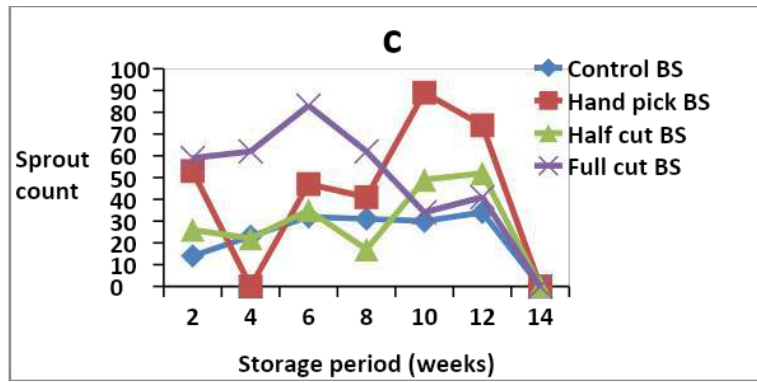 c
100
90
80
70
60
50
40
30
20
10
0
Sprout
count
2 4 6 8 10 12 14
Storage period (weeks)
Control BS
Hand pick BS
Half cut BS
Full cut BS